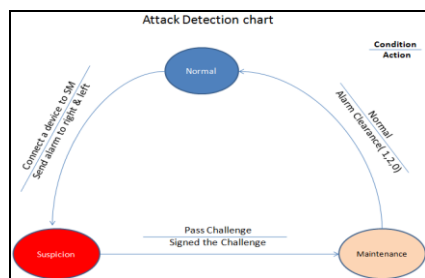 Attack Detection chart
Condition
Action
Normal
Connect a device to SM
Send alarm to right & left
Normal
Alarm Clearance( 1,2,0)
Pass Challenge
Signed the Challenge
Suspicion
Maintenance